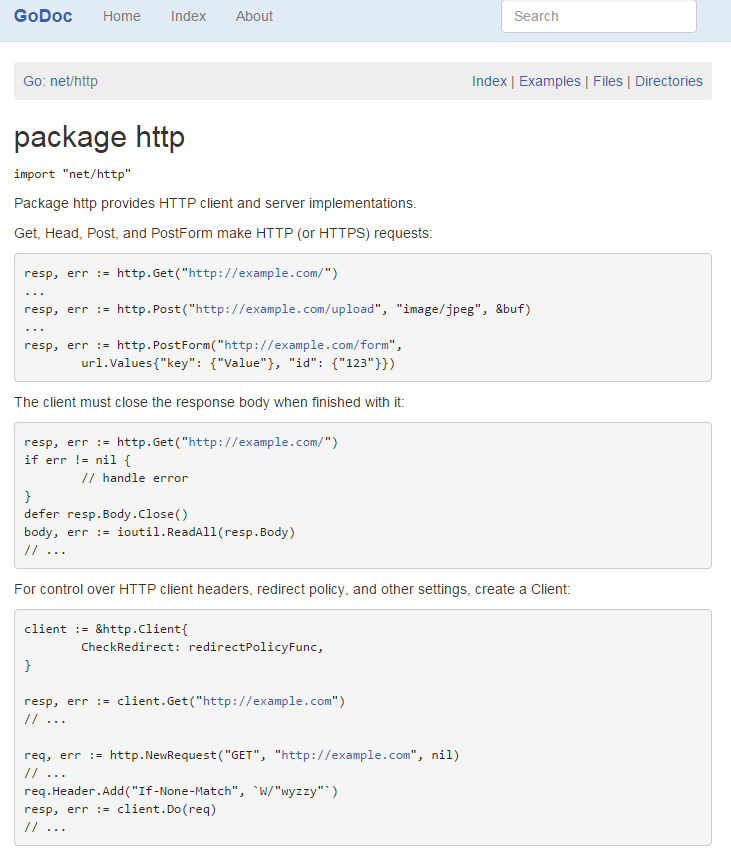 GoDoc Home Index About Search
Go: net/http Index | Examples | Files | Directories
package http
import "net/http"
Package http provides HTTP client and server implementations.
Get, Head, Post, and PostForm make HTTP (or HTTPS) requests:
resp, err := http.Get("http://example.com/")
...
resp, err := http.Post("http://example.com/upload", "image/jpeg", &buf)
...
resp, err := http.PostForm("http://example.com/form",
        url.Values{"key": {"Value"}, "id": {"123"}})
The client must close the response body when finished with it:
resp, err := http.Get("http://example.com/")
if err != nil {
        // handle error
}
defer resp.Body.Close()
body, err := ioutil.ReadAll(resp.Body)
// ...
For control over HTTP client headers, redirect policy, and other settings, create a Client:
client := &http.Client{
        CheckRedirect: redirectPolicyFunc,
}
resp, err := client.Get("http://example.com")
// ...
req, err := http.NewRequest("GET", "http://example.com", nil)
// ...
req.Header.Add("If-None-Match", `W/"wyzzy"`)
resp, err := client.Do(req)
// ...